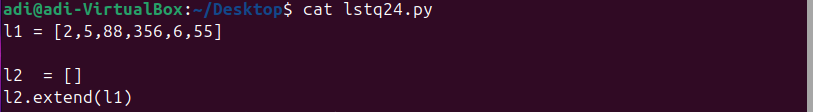 adi@adi-VirtualBox:~/Desktop$ cat lstq24.py
l1 = [2,5,88,356,6,55]
l2  = []
l2.extend(l1)